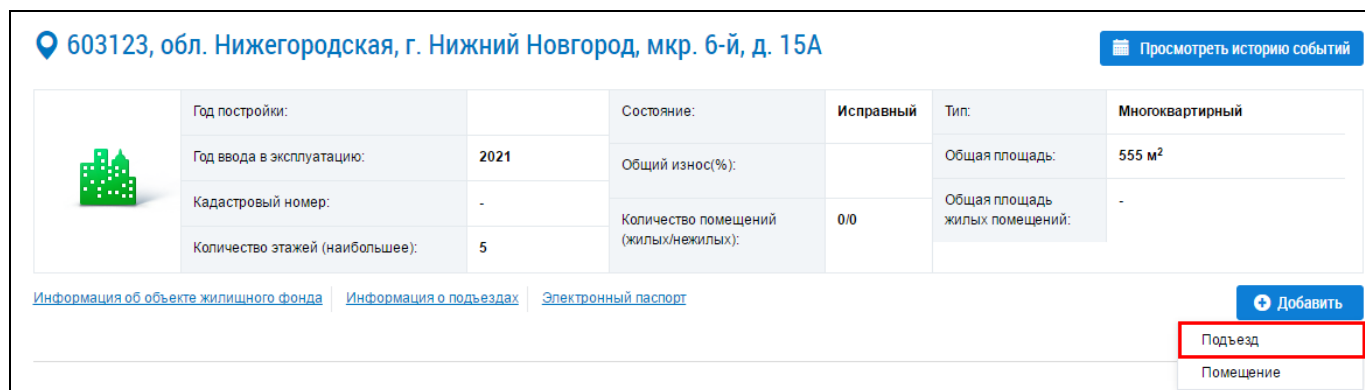 603123, обл. Нижегородская, г. Нижний Новгород, мкр. 6-й, д. 15А
Просмотреть историю событий
Год постройки:
Состояние:
Исправный
Тип:
Многоквартирный
Год ввода в эксплуатацию:
2021
Общий износ(%):
Общая площадь:
555 м²
Кадастровый номер:
-
Количество помещений
(жилых/нежилых):
0/0
Общая площадь
жилых помещений:
-
Количество этажей (наибольшее):
5
Информация об объекте жилищного фонда
Информация о подъездах
Электронный паспорт
Добавить
Подъезд
Помещение